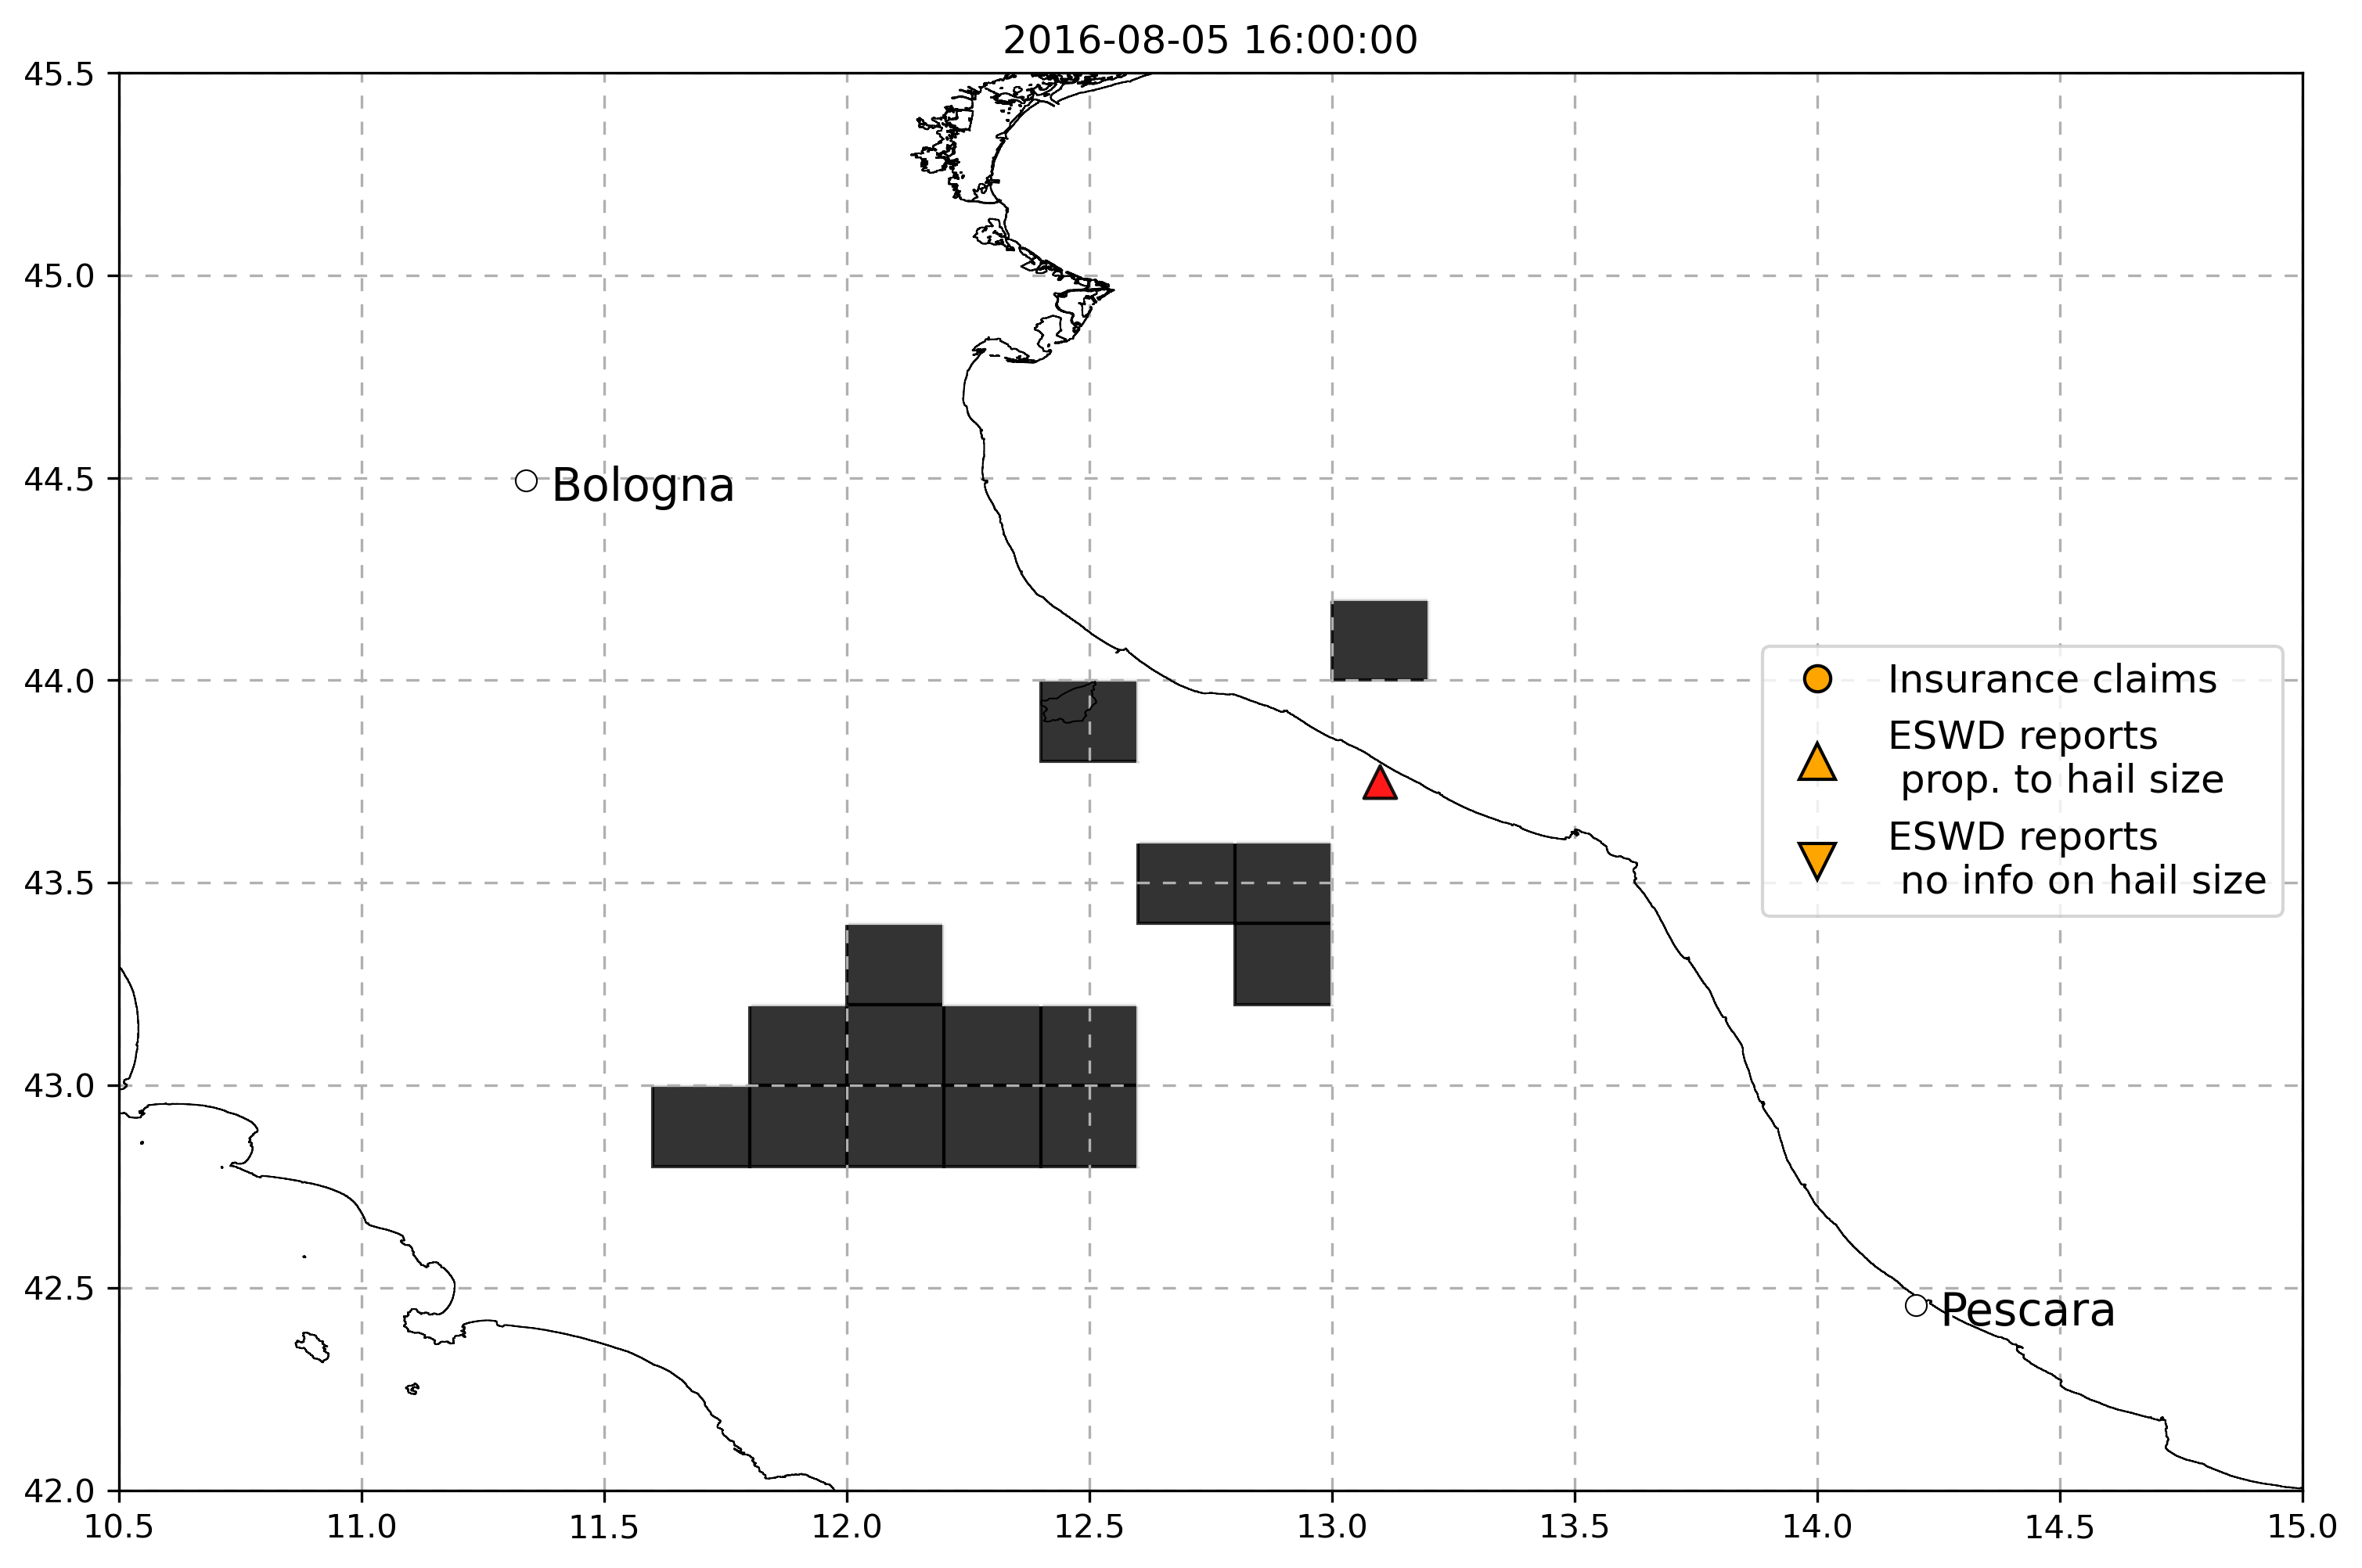 2016-08-05 16:00:00
45.5
45.0
44.5
44.0
43.5
43.0
42.5
42.0
Bologna
Insurance claims
ESWD reports
prop. to hail size
ESWD reports
no info on hail size
Pescara
10.5 11.0 11.5 12.0 12.5 13.0 13.5 14.0 14.5 15.0